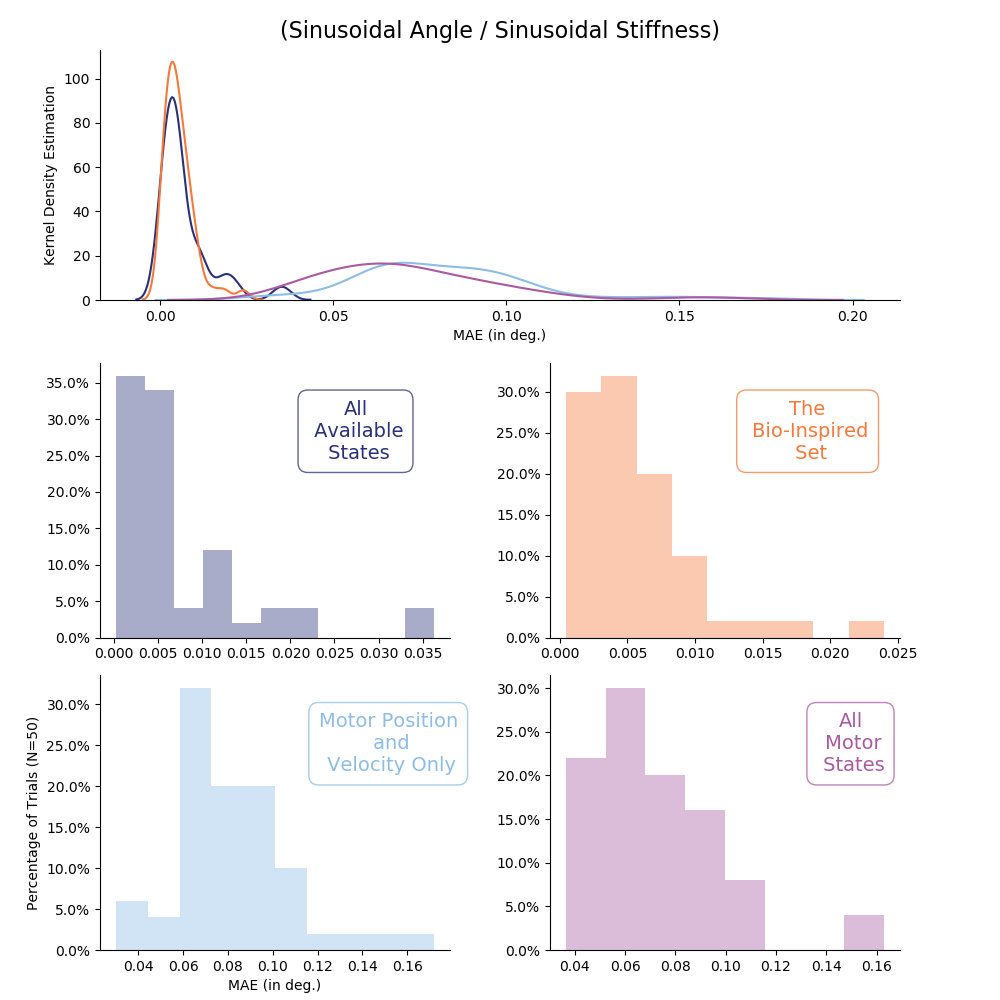 (Sinusoidal Angle / Sinusoidal Stiffness)
Kernel Density Estimation
100
80
60
40
20
0
0.00 0.05 0.10 0.15 0.20
MAE (in deg.)
35.0%
30.0%
25.0%
20.0%
15.0%
10.0%
5.0%
0.0%
0.000 0.005 0.010 0.015 0.020 0.025 0.030 0.035
All
Available
States
30.0%
25.0%
20.0%
15.0%
10.0%
5.0%
0.0%
0.000 0.005 0.010 0.015 0.020 0.025
The
Bio-Inspired
Set
Percentage of Trials (N=50)
30.0%
25.0%
20.0%
15.0%
10.0%
5.0%
0.0%
0.04 0.06 0.08 0.10 0.12 0.14 0.16
MAE (in deg.)
Motor Position
and
Velocity Only
30.0%
25.0%
20.0%
15.0%
10.0%
5.0%
0.0%
0.04 0.06 0.08 0.10 0.12 0.14 0.16
All
Motor
States